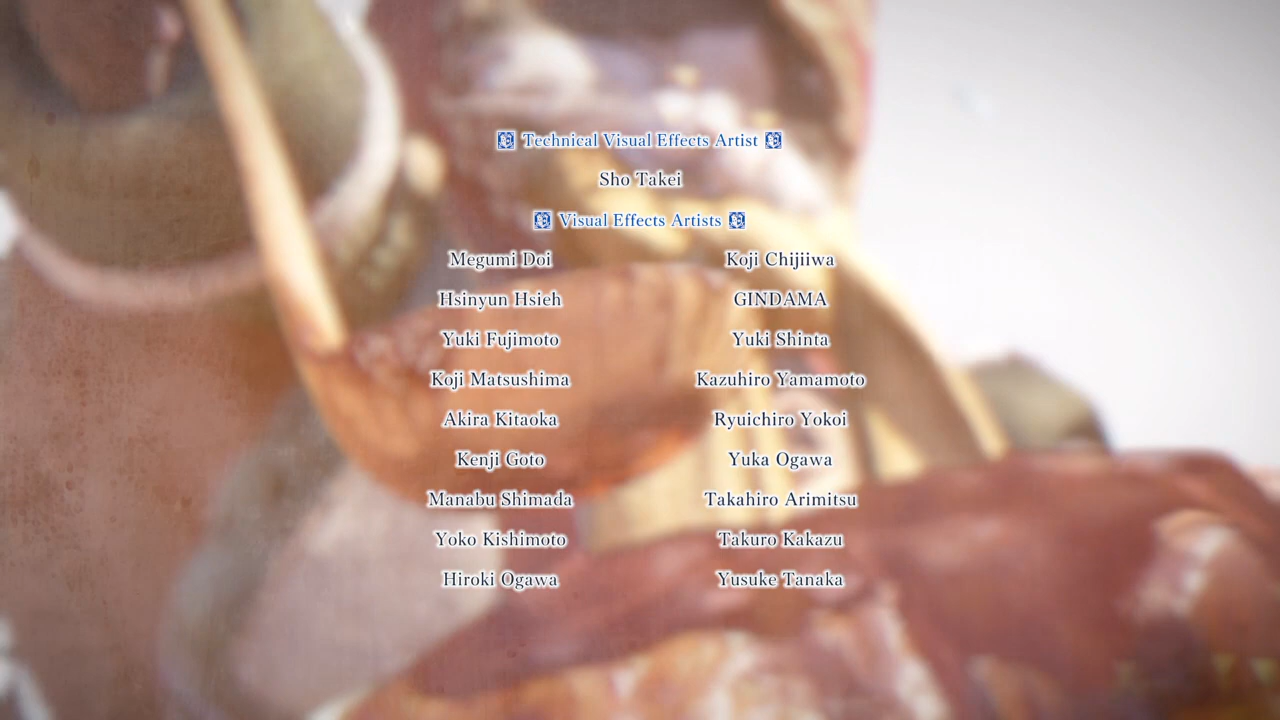 Technical Visual Effects Artist
Sho Takei
Visual Effects Artists
Megumi Doi Koji Chijiiwa
Hsinyun Hsieh GINDAMA
Yuki Fujimoto Yuki Shinta
Koji Matsushima Kazuhiro Yamamoto
Akira Kitaoka Ryuichiro Yokoi
Kenji Goto Yuka Ogawa
Manabu Shimada Takahiro Arimitsu
Yoko Kishimoto Takuro Kakazu
Hiroki Ogawa Yusuke Tanaka